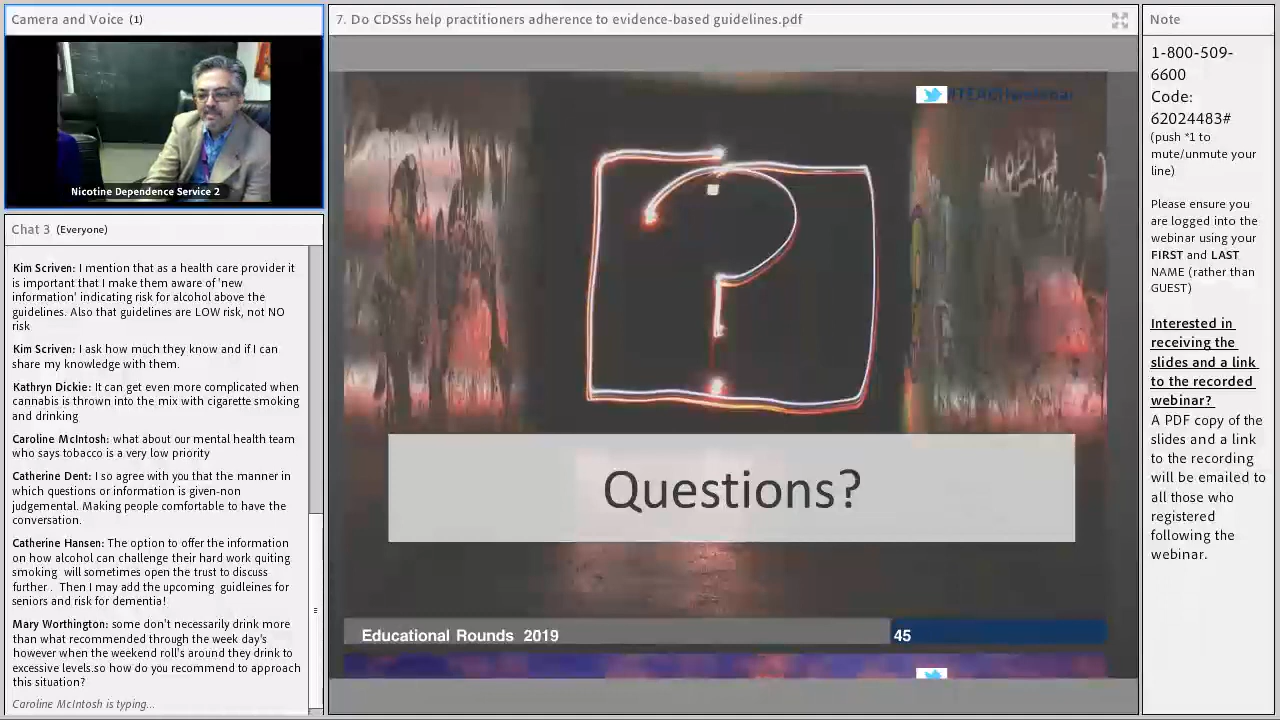 Camera and Voice (1)
Nicotine Dependence Service 2
Chat 3 (Everyone)
Kim Scriven: I mention that as a health care provider it
is important that I make them aware of 'new
information' indicating risk for alcohol above the
guidelines. Also that guidelines are LOW risk, not NO
risk
Kim Scriven: I ask how much they know and if I can
share my knowledge with them.
Kathryn Dickie: It can get even more complicated when
cannabis is thrown into the mix with cigarette smoking
and drinking
Caroline McIntosh: what about our mental health team
who says tobacco is a very low priority
Catherine Dent: I so agree with you that the manner in
which questions or information is given-non
judgemental. Making people comfortable to have the
conversation.
Catherine Hansen: The option to offer the information
on how alcohol can challenge their hard work quiting
smoking will sometimes open the trust to discuss
further . Then I may add the upcoming guidleines for
seniors and risk for dementia!
Mary Worthington: some don't necessarily drink more
than what recommended through the week day's
however when the weekend roll's around they drink to
excessive levels.so how do you recommend to approach
this situation?
Caroline McIntosh is typing...
7. Do CDSSs help practitioners adherence to evidence-based guidelines.pdf
?
Questions?
Educational Rounds 2019
45
Note
1-800-509-
6600
Code:
62024483#
(push *1 to
mute/unmute your
line)
Please ensure you
are logged into the
webinar using your
FIRST and LAST
NAME (rather than
GUEST)
Interested in
receiving the
slides and a link
to the recorded
webinar?
A PDF copy of the
slides and a link
to the recording
will be emailed to
all those who
registered
following the
webinar.